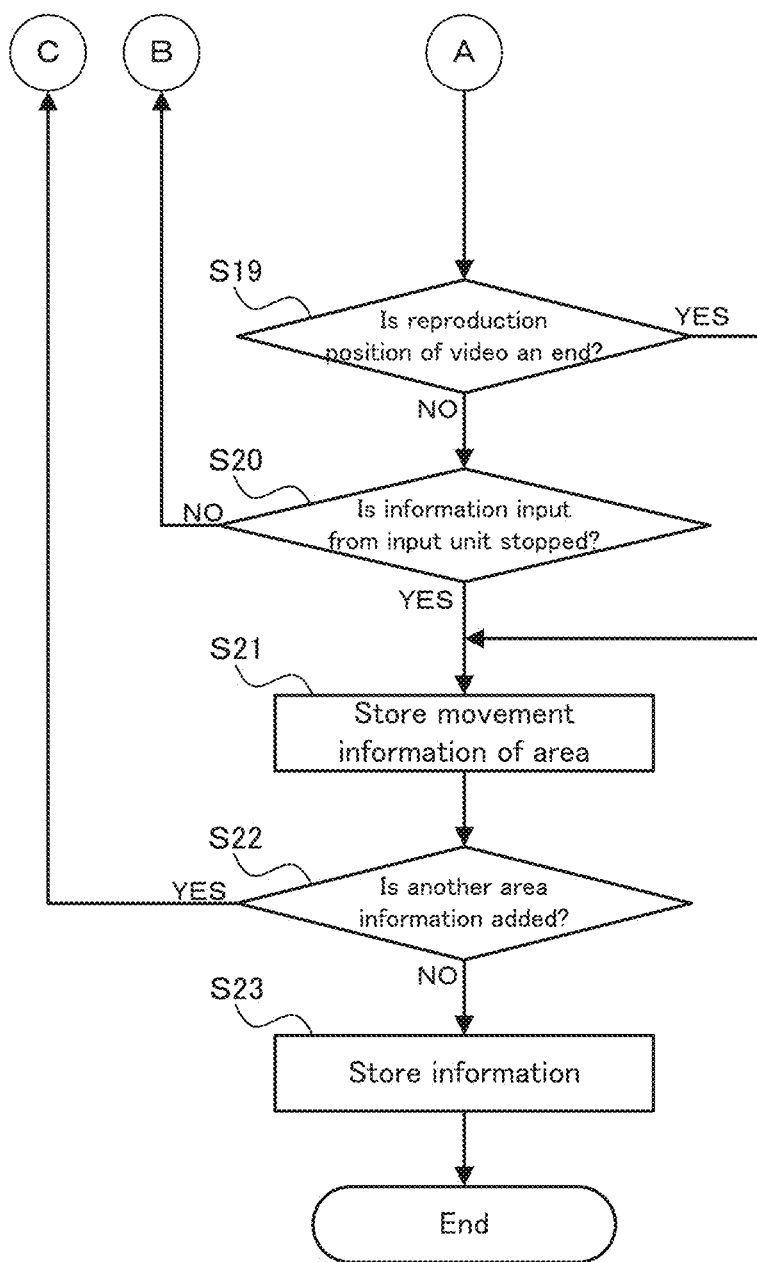 C
B
A
S19
Is reproduction
position of video an end?
YES
NO
S20
Is information input
from input unit stopped?
NO
YES
S21
Store movement
information of area
S22
Is another area
information added?
YES
NO
S23
Store information
End